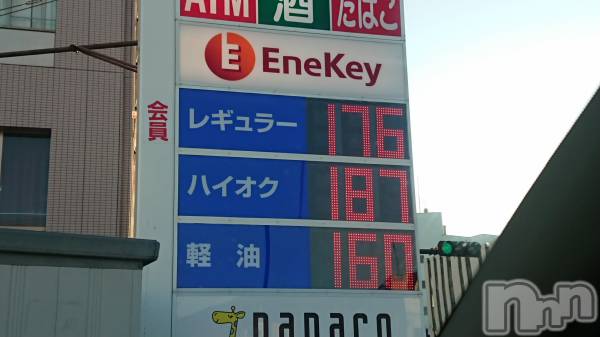 ATM 酒 たばこ
E EneKey
会員
レギュラー 176
ハイオク 187
軽油 160
nanaco
nnn